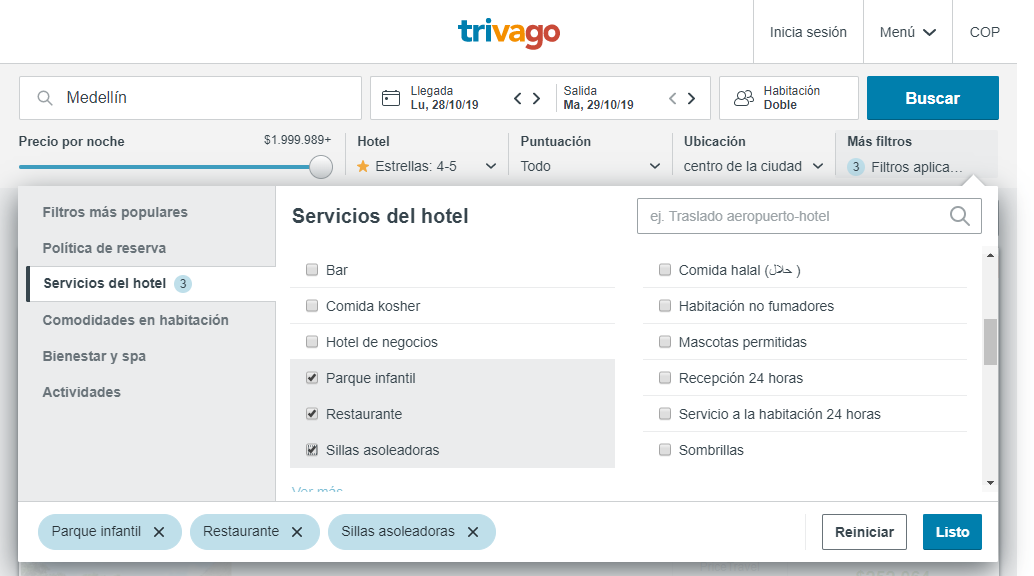 trivago
Inicia sesión
Menú
COP
Medellín
Llegada
Lu, 28/10/19
Salida
Ma, 29/10/19
Habitación
Doble
Buscar
Precio por noche
$1.999.989+
Hotel
Estrellas: 4-5
Puntuación
Todo
Ubicación
centro de la ciudad
Más filtros
3 Filtros aplica...
Filtros más populares
Política de reserva
Servicios del hotel 3
Comodidades en habitación
Bienestar y spa
Actividades
Servicios del hotel
ej. Traslado aeropuerto-hotel
Bar
Comida kosher
Hotel de negocios
Parque infantil
Restaurante
Sillas asoleadoras
Ver más
Comida halal (حلال)
Habitación no fumadores
Mascotas permitidas
Recepción 24 horas
Servicio a la habitación 24 horas
Sombrillas
Parque infantil
Restaurante
Sillas asoleadoras
Reiniciar
Listo